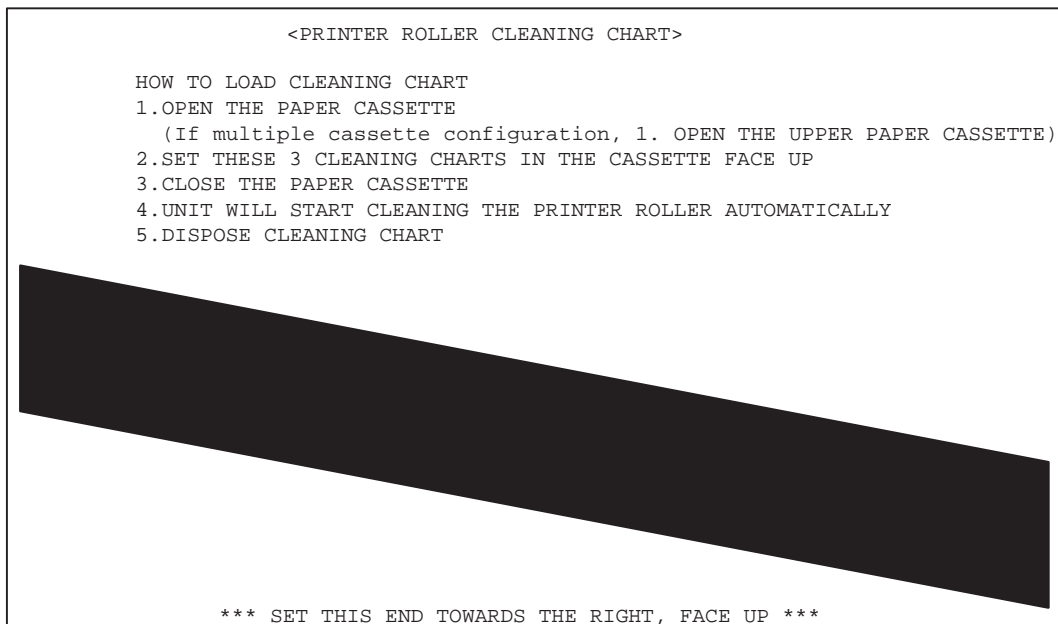 <PRINTER ROLLER CLEANING CHART>
HOW TO LOAD CLEANING CHART
1.OPEN THE PAPER CASSETTE
(If multiple cassette configuration, 1. OPEN THE UPPER PAPER CASSETTE)
2.SET THESE 3 CLEANING CHARTS IN THE CASSETTE FACE UP
3.CLOSE THE PAPER CASSETTE
4.UNIT WILL START CLEANING THE PRINTER ROLLER AUTOMATICALLY
5.DISPOSE CLEANING CHART
*** SET THIS END TOWARDS THE RIGHT, FACE UP ***